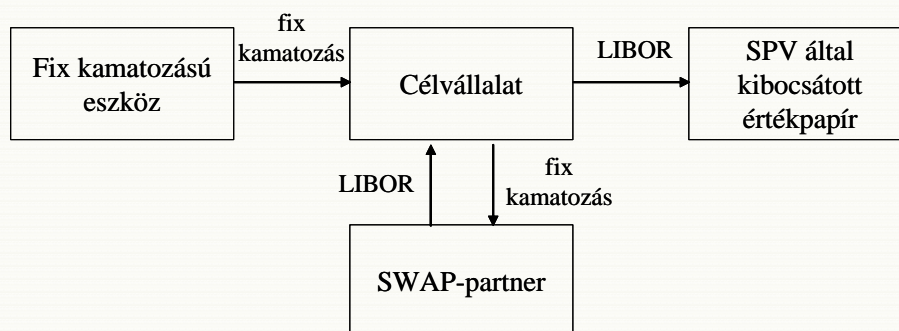 fix
kamatozás
Fix kamatozású
eszköz
Célvállalat
LIBOR
SPV által
kibocsátott
értékpapír
LIBOR
fix
kamatozás
SWAP-partner